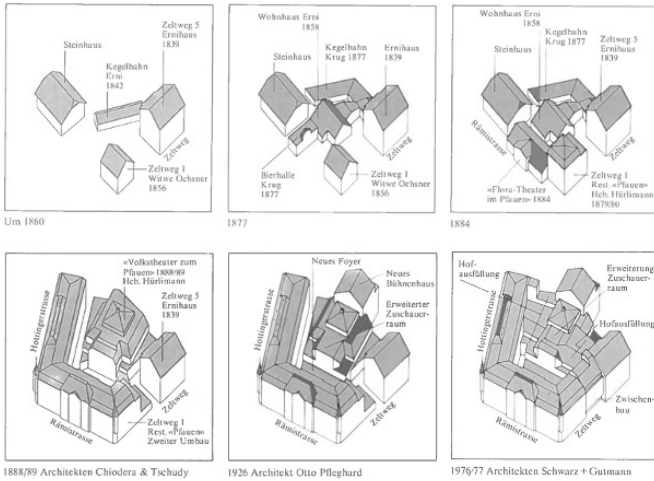 Steinhaus
Zeltweg 5
Ernihaus
1839
Kegelbahn
Erni
1842
Zeltweg
Zeltweg 1
Witwe Ochsner
1856
Um 1860
Wohnhaus Erni
1858
Steinhaus
Kegelbahn
Krug 1877
Ernihaus
1839
Zeltweg
Bierhalle
Krug
1877
Zeltweg 1
Witwe Ochsner
1856
1877
Wohnhaus Erni
1858
Steinhaus
Kegelbahn
Krug 1877
Zeltweg 5
Ernihaus
1839
Rämistrasse
Zeltweg
«Flora-Theater
im Pfauen» 1884
Zeltweg 1
Rest. «Pfauen»
Hch. Hürlimann
1879/80
1884
«Volkstheater zum
Pfauen» 1888/89
Hch. Hürlimann
Zeltweg 5
Ernihaus
1839
Hottingerstrasse
Zeltweg
Rämistrasse
Zeltweg 1
Rest. «Pfauen»
Zweiter Umbau
1888/89 Architekten Chiodera & Tschudy
Neues Foyer
Neues
Bühnenhaus
Erweiterter
Zuschauer-
raum
Hottingerstrasse
Zeltweg
Rämistrasse
1926 Architekt Otto Pfleghard
Hof-
ausfüllung
Erweiterung
Zuschauer-
raum
Hottingerstrasse
Hofausfüllung
Zwischen-
bau
Rämistrasse
Zeltweg
1976/77 Architekten Schwarz + Gutmann